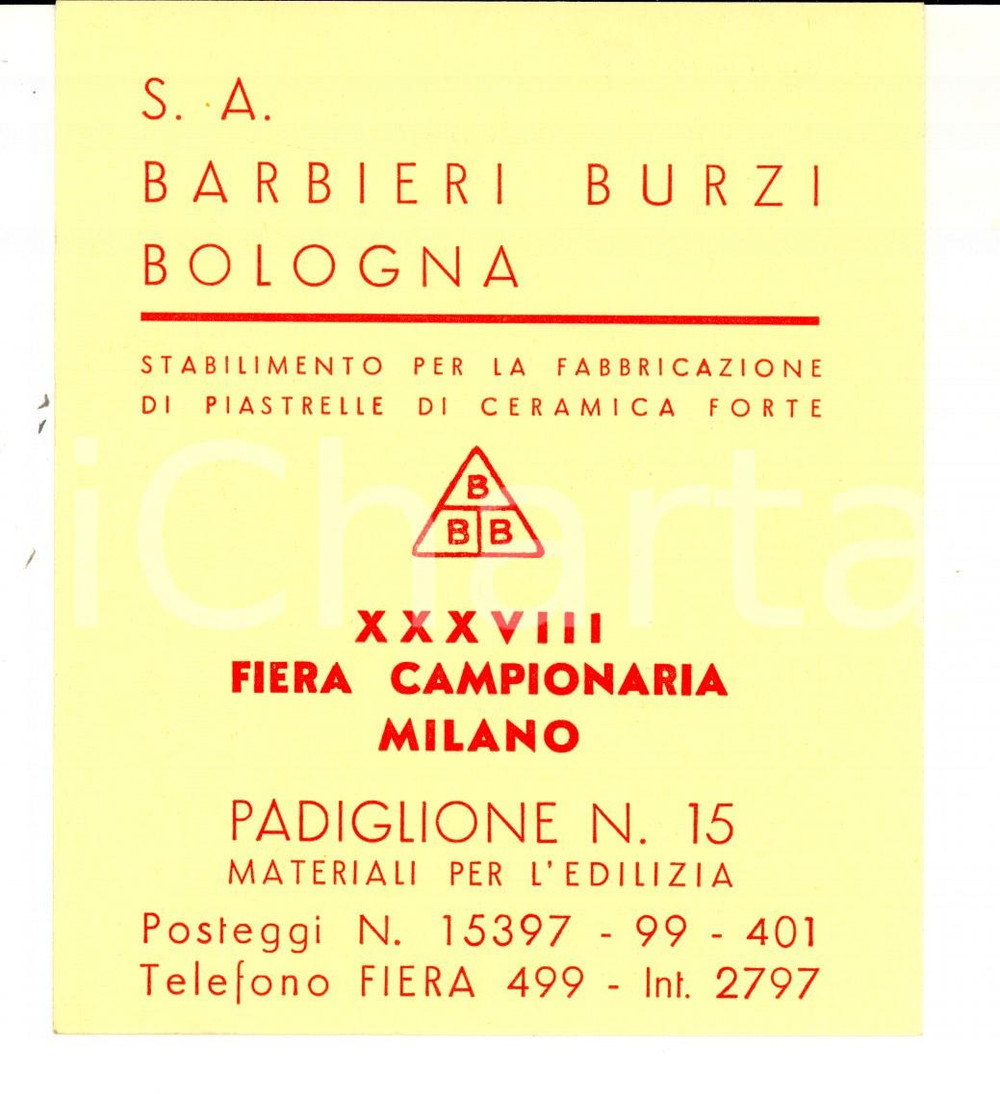 S. A.
BARBIERI BURZI
BOLOGNA
STABILIMENTO PER LA FABBRICAZIONE
DI PIASTRELLE DI CERAMICA FORTE
B
B B
XXXVIII
FIERA CAMPIONARIA
MILANO
PADIGLIONE N. 15
MATERIALI PER L'EDILIZIA
Posteggi N. 15397 - 99 - 401
Telefono FIERA 499 - Int. 2797
iCharta